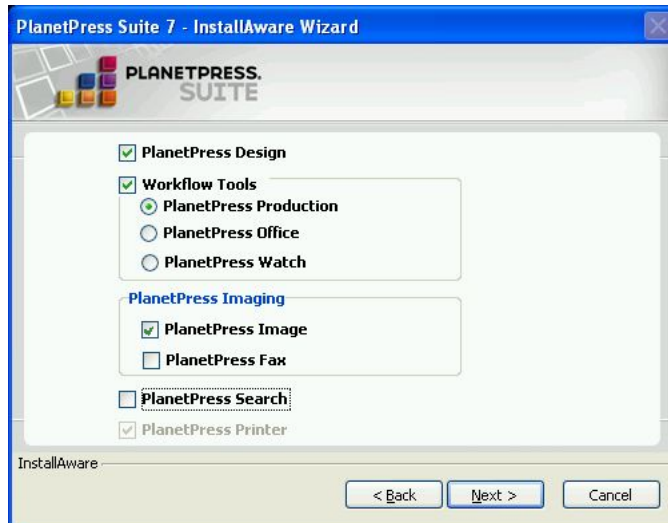 PlanetPress Suite 7 - InstallAware Wizard
PLANETPRESS.
SUITE
PlanetPress Design
Workflow Tools
PlanetPress Production
PlanetPress Office
PlanetPress Watch
PlanetPress Imaging
PlanetPress Image
PlanetPress Fax
PlanetPress Search
PlanetPress Printer
InstallAware
< Back Next > Cancel